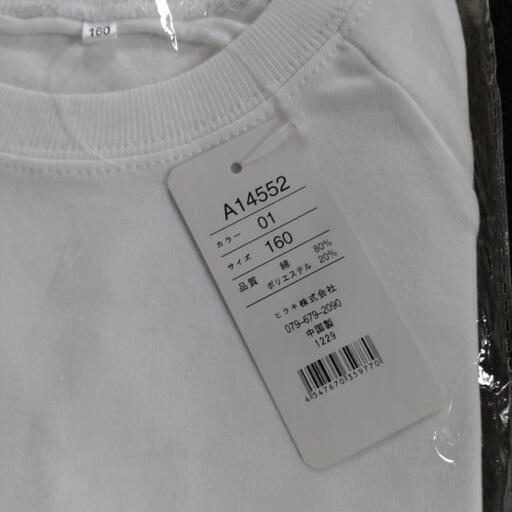 160
A14552
カラー 01
サイズ 160
品質 綿 80%
ポリエステル 20%
ヒラキ株式会社
079-679-2090
中国製
1229
4547670359770